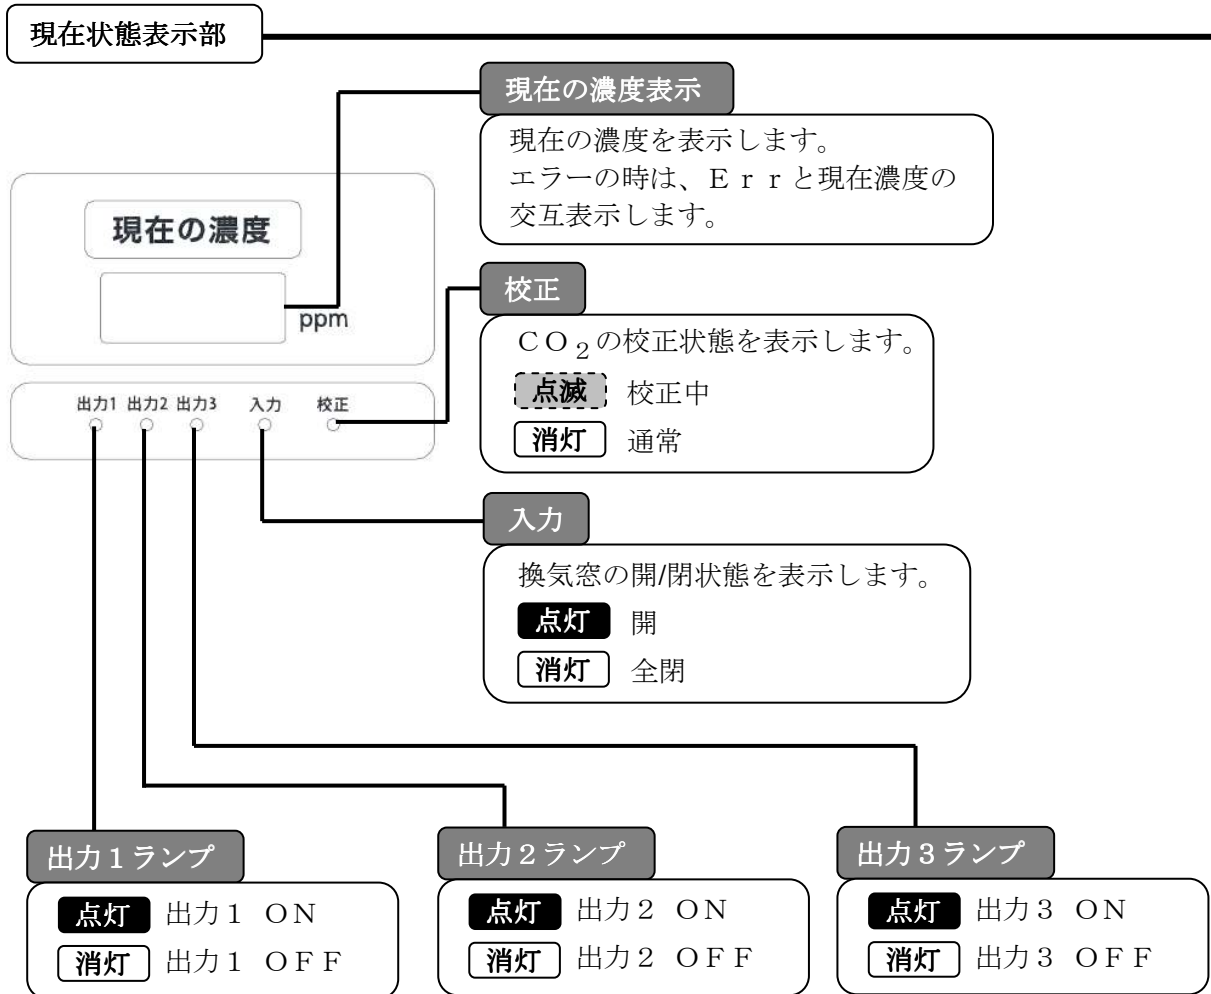 現在状態表示部
現在の濃度表示
現在の濃度を表示します。
エラーの時は、Ｅｒｒと現在濃度の
交互表示します。
現在の濃度
ppm
校正
ＣＯ₂の校正状態を表示します。
点滅 校正中
消灯 通常
出力1 出力2 出力3 入力 校正
入力
換気窓の開/閉状態を表示します。
点灯 開
消灯 全閉
出力１ランプ
点灯 出力１ ＯＮ
消灯 出力１ ＯＦＦ
出力２ランプ
点灯 出力２ ＯＮ
消灯 出力２ ＯＦＦ
出力３ランプ
点灯 出力３ ＯＮ
消灯 出力３ ＯＦＦ